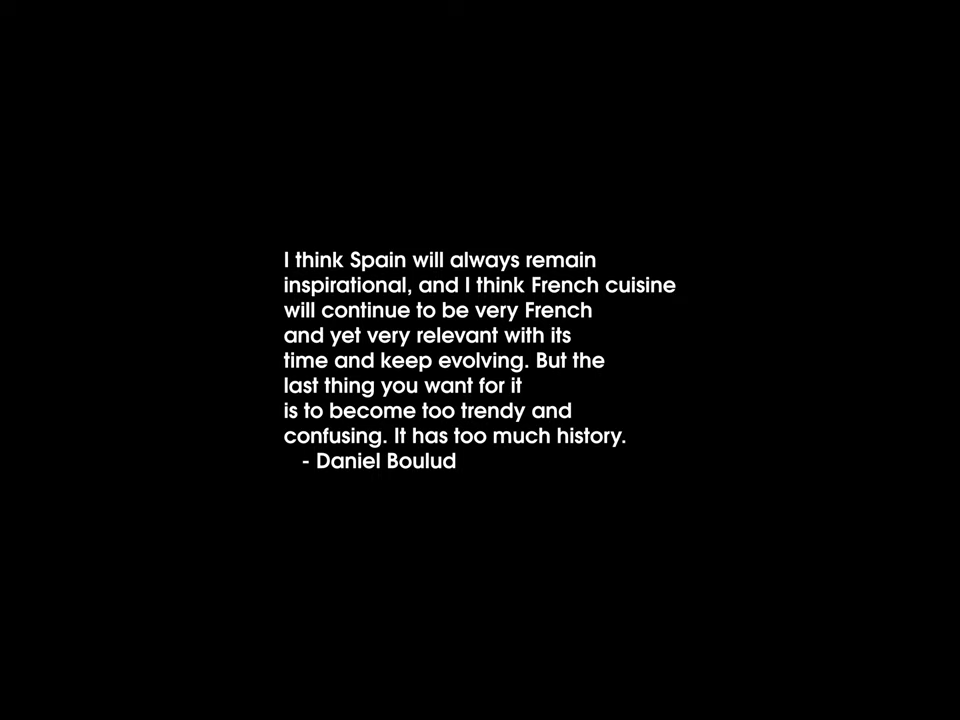 I think Spain will always remain
inspirational, and I think French cuisine
will continue to be very French
and yet very relevant with its
time and keep evolving. But the
last thing you want for it
is to become too trendy and
confusing. It has too much history.
- Daniel Boulud